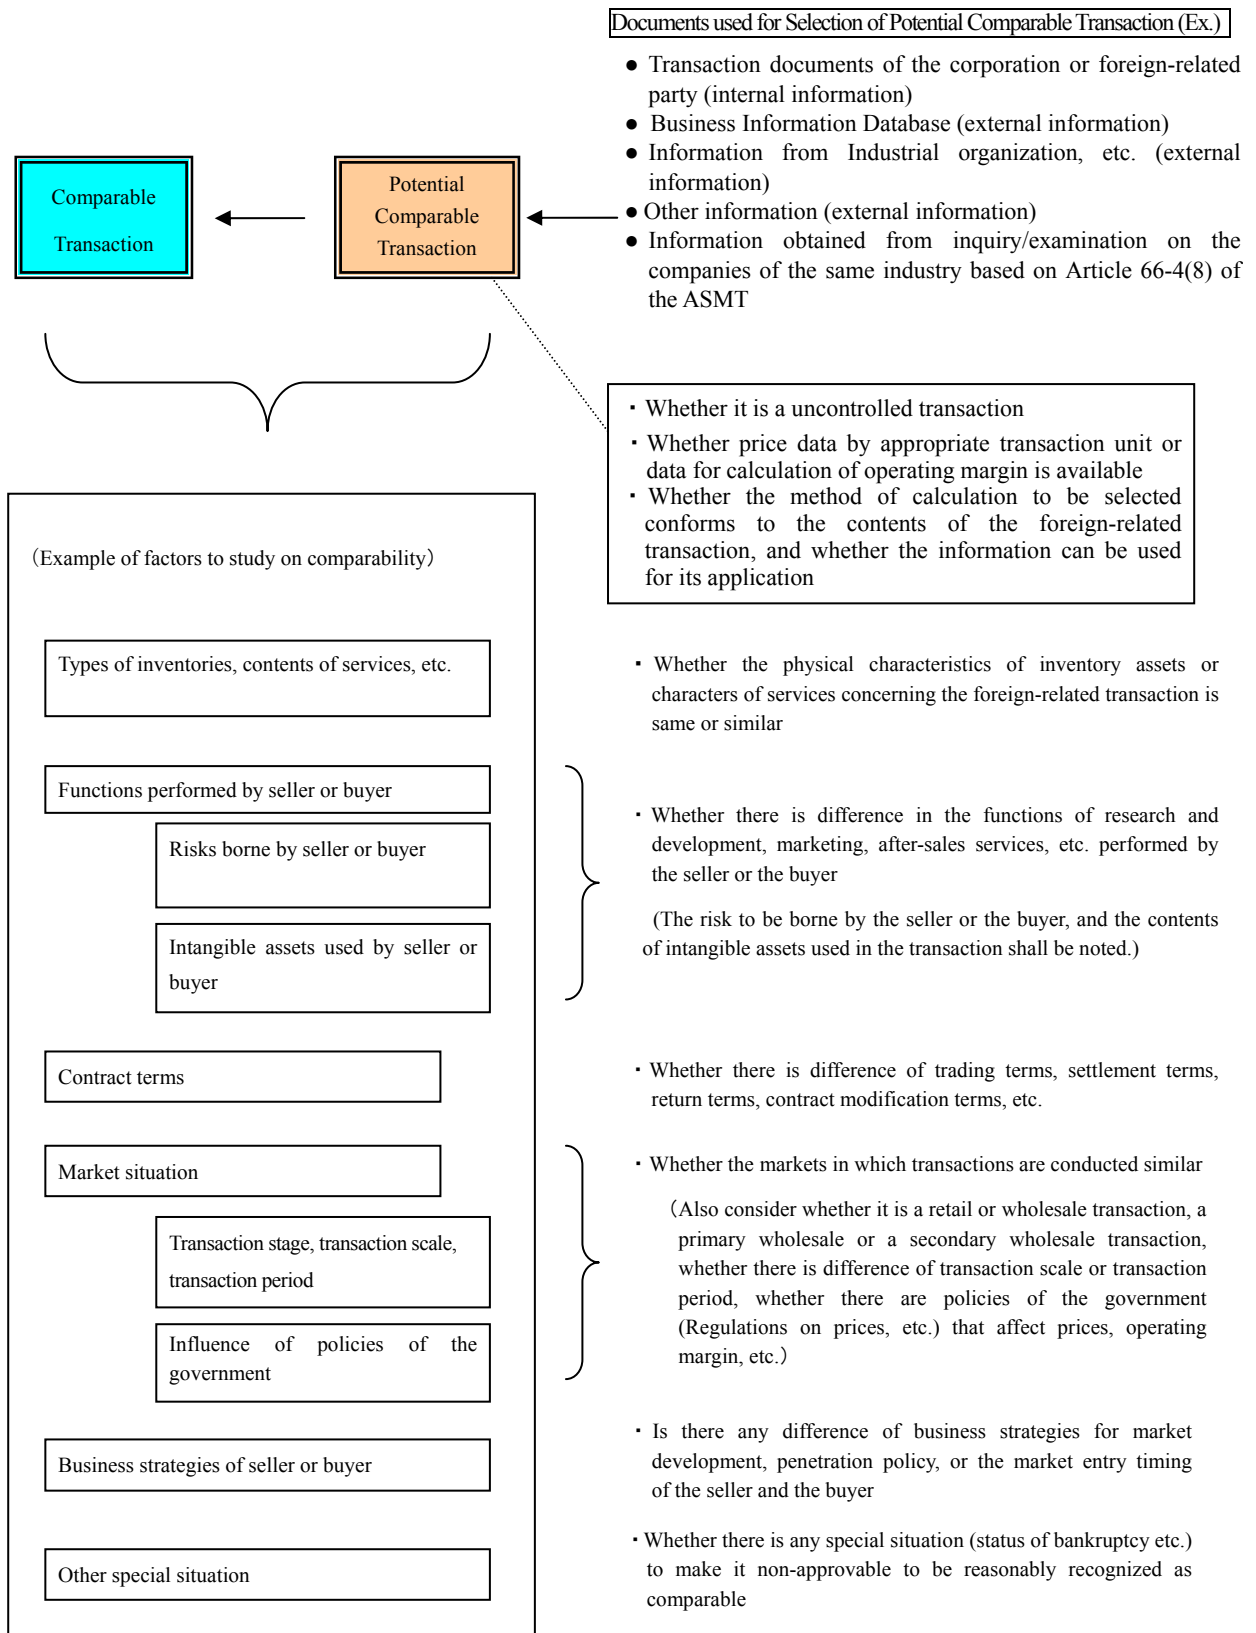 Documents used for Selection of Potential Comparable Transaction (Ex.)
● Transaction documents of the corporation or foreign-related
party (internal information)
● Business Information Database (external information)
● Information from Industrial organization, etc. (external
information)
● Other information (external information)
● Information obtained from inquiry/examination on the
companies of the same industry based on Article 66-4(8) of
the ASMT
Comparable
Transaction
Potential
Comparable
Transaction
・Whether it is a uncontrolled transaction
・Whether price data by appropriate transaction unit or
data for calculation of operating margin is available
・Whether the method of calculation to be selected
conforms to the contents of the foreign-related
transaction, and whether the information can be used
for its application
（Example of factors to study on comparability）
Types of inventories, contents of services, etc.
・Whether the physical characteristics of inventory assets or
characters of services concerning the foreign-related transaction is
same or similar
Functions performed by seller or buyer
Risks borne by seller or buyer
Intangible assets used by seller or
buyer
・Whether there is difference in the functions of research and
development, marketing, after-sales services, etc. performed by
the seller or the buyer
(The risk to be borne by the seller or the buyer, and the contents
of intangible assets used in the transaction shall be noted.)
Contract terms
・Whether there is difference of trading terms, settlement terms,
return terms, contract modification terms, etc.
Market situation
Transaction stage, transaction scale,
transaction period
Influence of policies of the
government
・Whether the markets in which transactions are conducted similar
（Also consider whether it is a retail or wholesale transaction, a
primary wholesale or a secondary wholesale transaction,
whether there is difference of transaction scale or transaction
period, whether there are policies of the government
(Regulations on prices, etc.) that affect prices, operating
margin, etc.）
Business strategies of seller or buyer
・Is there any difference of business strategies for market
development, penetration policy, or the market entry timing
of the seller and the buyer
Other special situation
・Whether there is any special situation (status of bankruptcy etc.)
to make it non-approvable to be reasonably recognized as
comparable